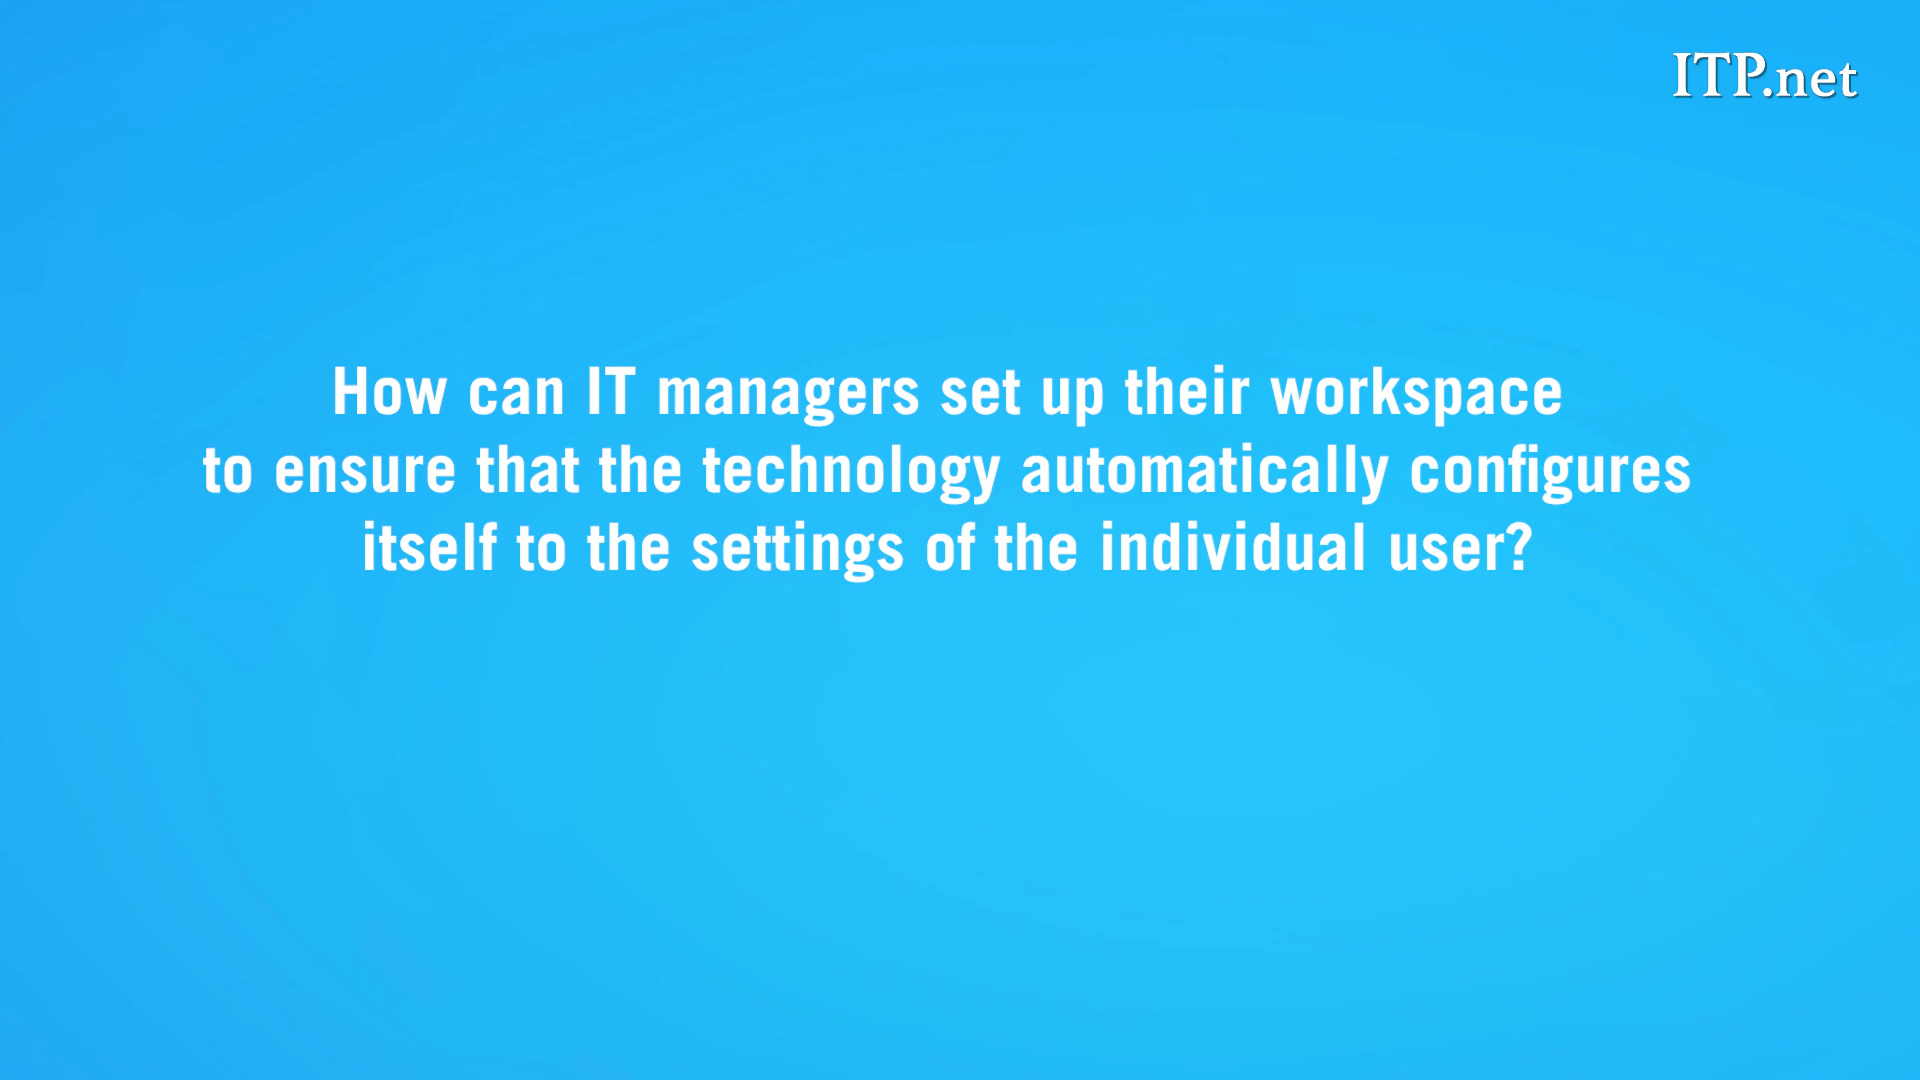 ITP.net
How can IT managers set up their workspace
to ensure that the technology automatically configures
itself to the settings of the individual user?